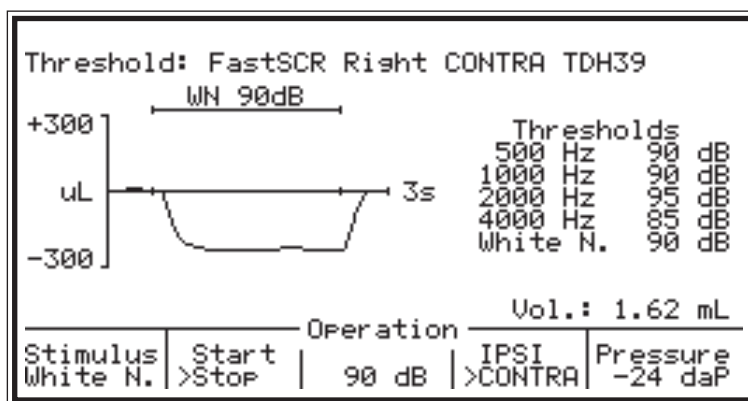 Threshold: FastSCR Right CONTRA TDH39
WN 90dB
+300
uL
3s
-300
Thresholds
500 Hz 90 dB
1000 Hz 90 dB
2000 Hz 95 dB
4000 Hz 85 dB
White N. 90 dB
Vol.: 1.62 mL
Operation
Stimulus Start IPSI Pressure
White N. >Stop 90 dB >CONTRA -24 daP